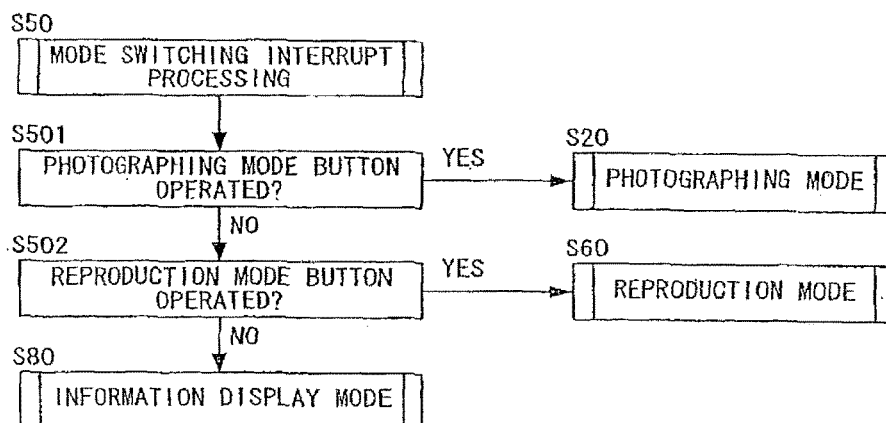 S50
MODE SWITCHING INTERRUPT
PROCESSING
S501
PHOTOGRAPHING MODE BUTTON
OPERATED?
YES
S20
PHOTOGRAPHING MODE
NO
S502
REPRODUCTION MODE BUTTON
OPERATED?
YES
S60
REPRODUCTION MODE
NO
S80
INFORMATION DISPLAY MODE